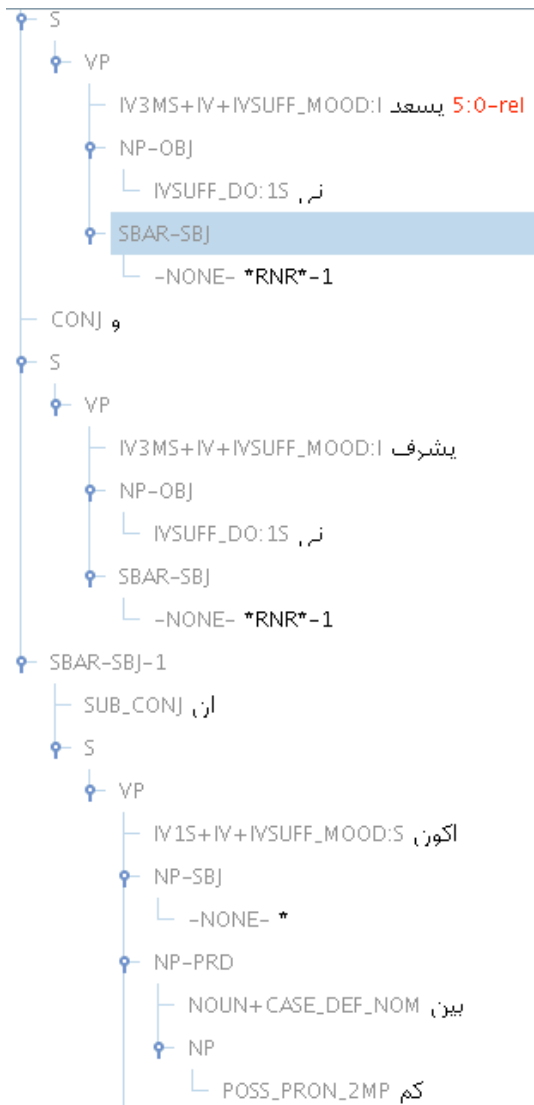 S
VP
IV3MS+IV+IVSUFF_MOOD:I يسعد 5:0-rel
NP-OBJ
IVSUFF_DO:1S ني
SBAR-SBJ
-NONE- *RNR*-1
CONJ و
S
VP
IV3MS+IV+IVSUFF_MOOD:I يشرف
NP-OBJ
IVSUFF_DO:1S ني
SBAR-SBJ
-NONE- *RNR*-1
SBAR-SBJ-1
SUB_CONJ ان
S
VP
IV1S+IV+IVSUFF_MOOD:S اكون
NP-SBJ
-NONE- *
NP-PRD
NOUN+CASE_DEF_NOM بين
NP
POSS_PRON_2MP كم